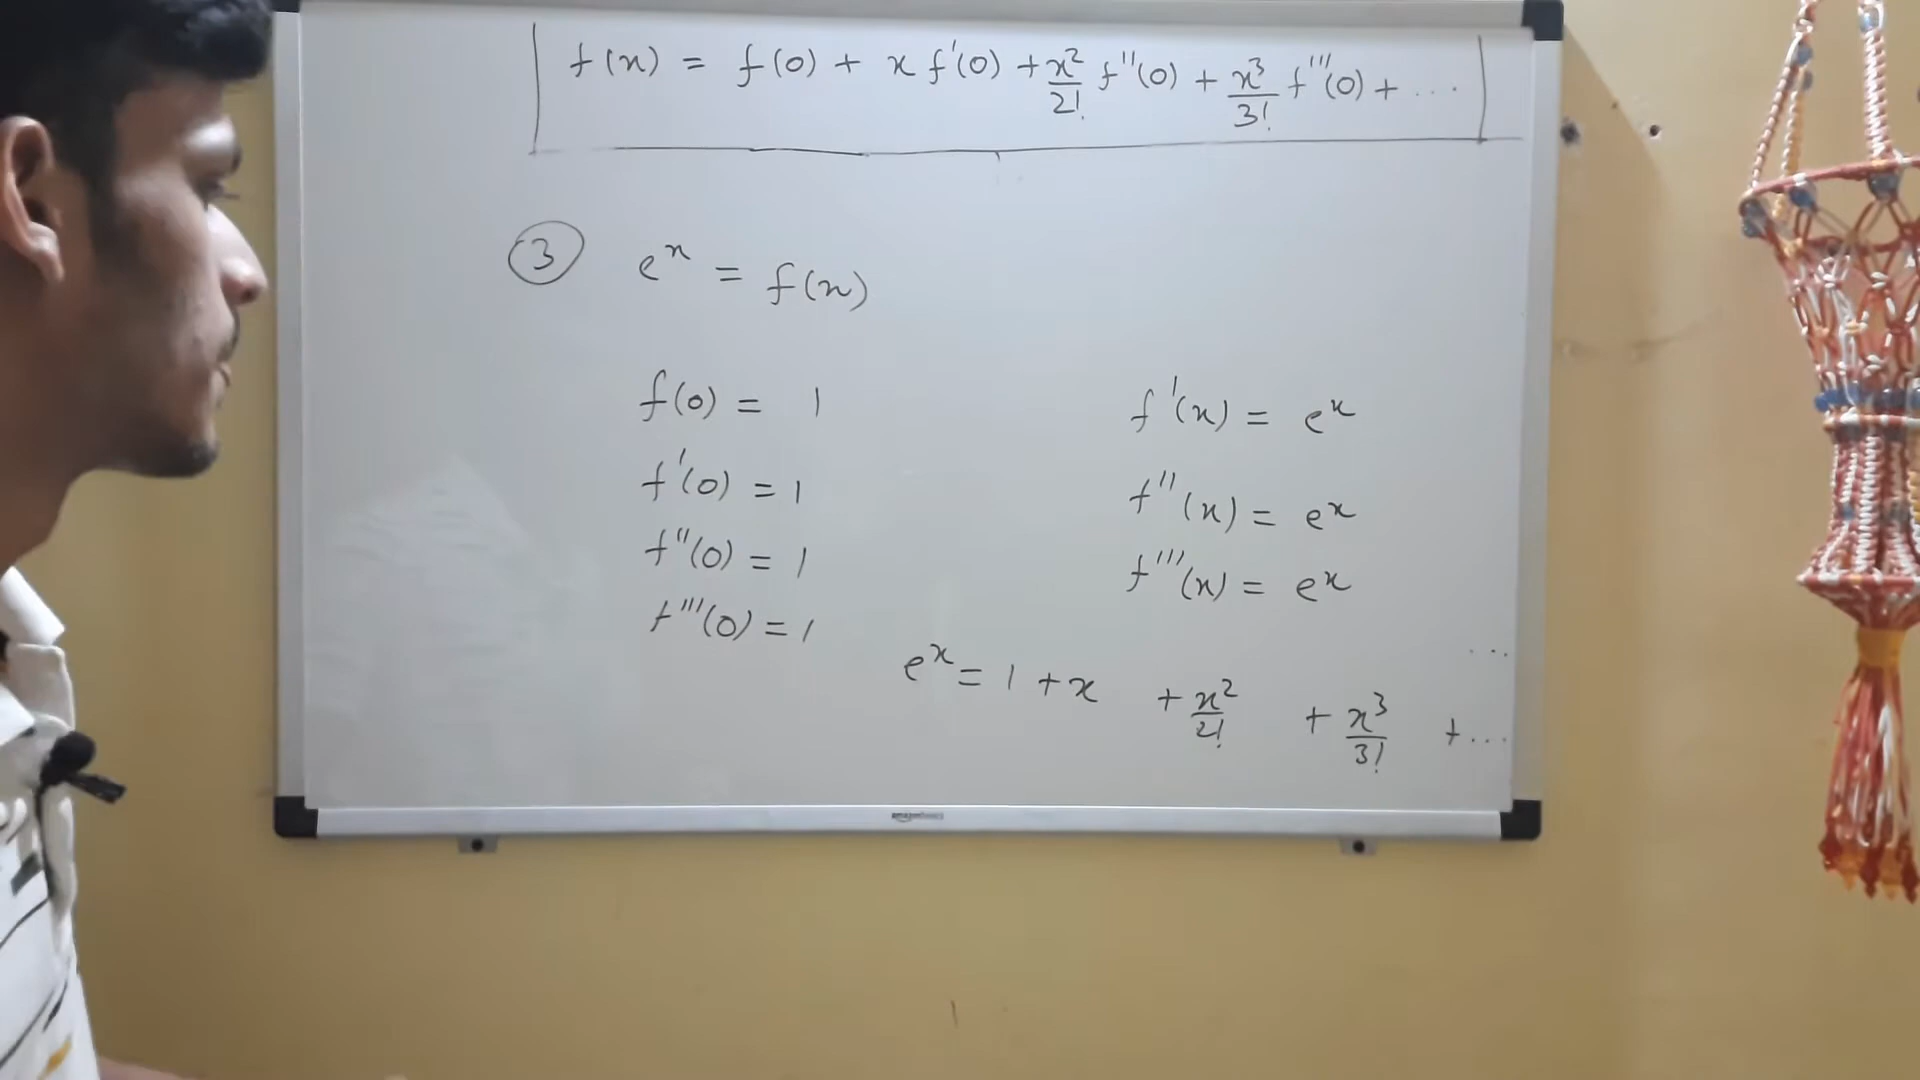 f(x) = f(0) + x f'(0) + x²/2! f''(0) + x³/3! f'''(0) + ...
③ eˣ = f(x)
f(0) = 1
f'(0) = 1
f''(0) = 1
f'''(0) = 1
f'(x) = eˣ
f''(x) = eˣ
f'''(x) = eˣ
...
eˣ = 1 + x + x²/2! + x³/3! + ...